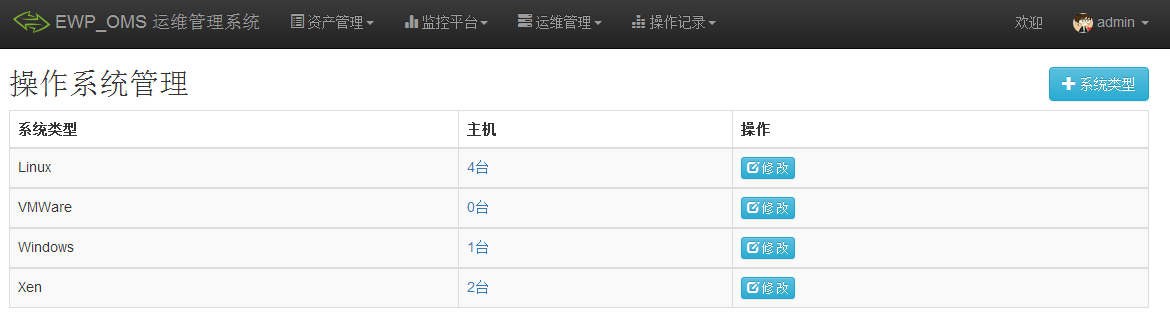 EWP_OMS 运维管理系统 资产管理 监控平台 运维管理 操作记录 欢迎 admin
操作系统管理 系统类型
系统类型 主机 操作
Linux 4台 修改
VMWare 0台 修改
Windows 1台 修改
Xen 2台 修改